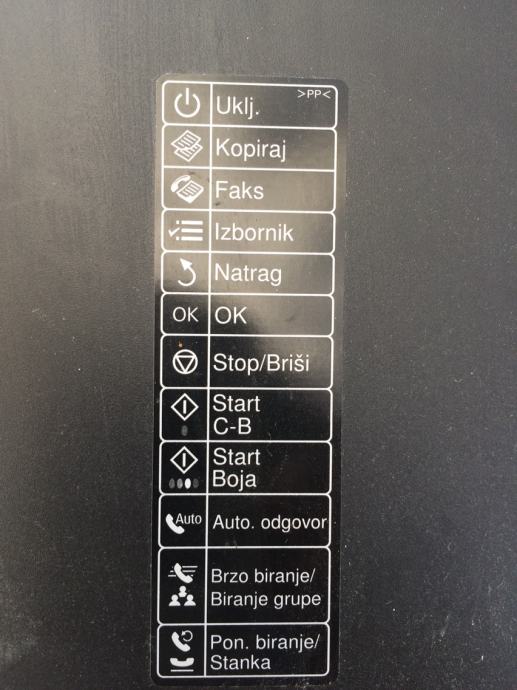 Uklj. >PP<
Kopiraj
Faks
Izbornik
Natrag
OK OK
Stop/Briši
Start
C-B
Start
Boja
Auto Auto. odgovor
Brzo biranje/
Biranje grupe
Pon. biranje/
Stanka